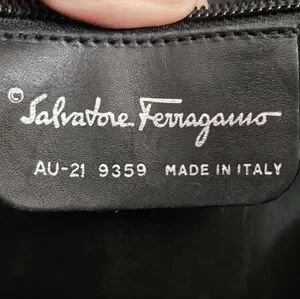 © Salvatore Ferragamo
AU-21 9359 MADE IN ITALY